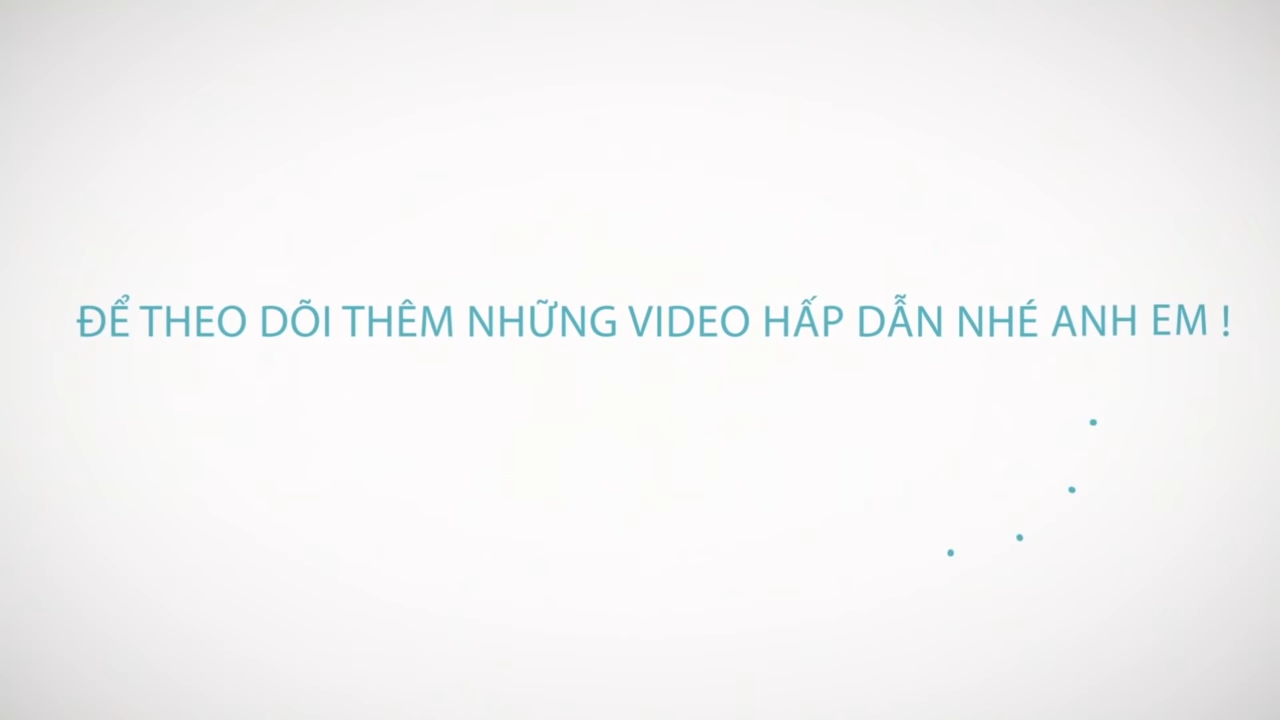 ĐỂ THEO DÕI THÊM NHỮNG VIDEO HẤP DẪN NHÉ ANH EM !